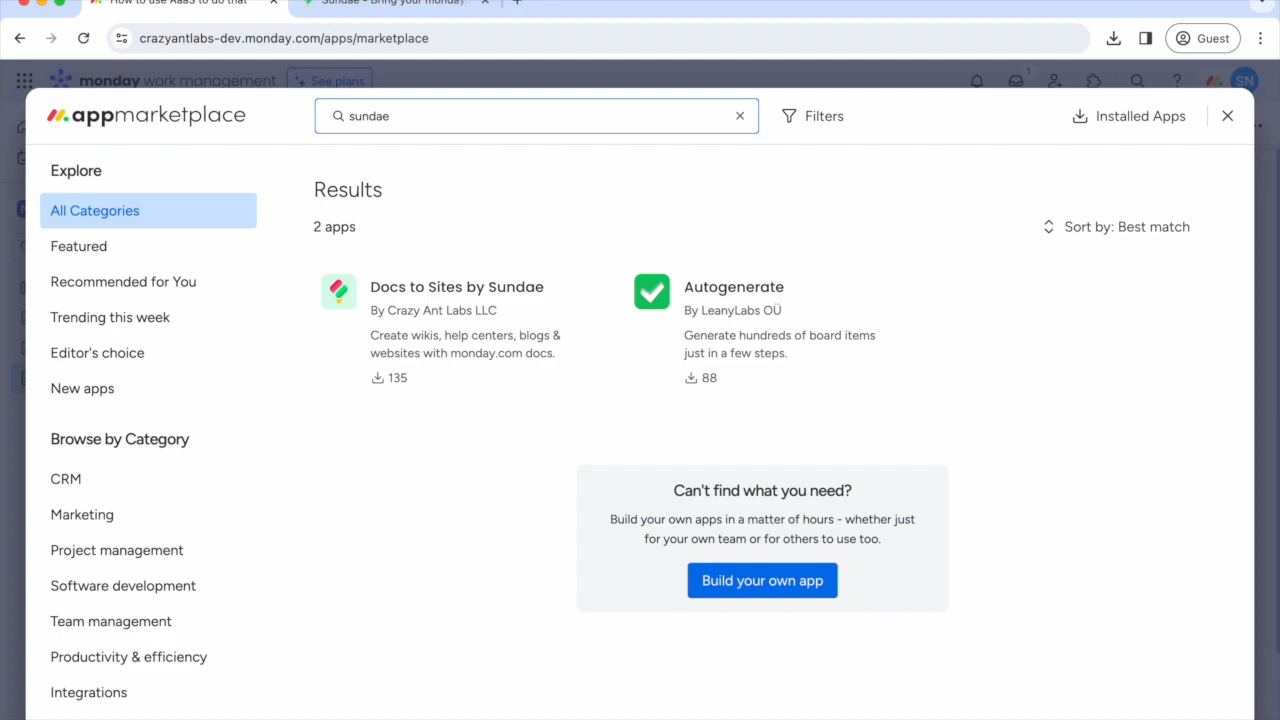 How to use AaaS to do that
Sundae - Bring your monday
crazyantlabs-dev.monday.com/apps/marketplace
Guest
monday work management
See plans
1
SN
appmarketplace
sundae
Filters
Installed Apps
Explore
All Categories
Featured
Recommended for You
Trending this week
Editor's choice
New apps
Browse by Category
CRM
Marketing
Project management
Software development
Team management
Productivity & efficiency
Integrations
Results
2 apps
Sort by: Best match
Docs to Sites by Sundae
By Crazy Ant Labs LLC
Create wikis, help centers, blogs &
websites with monday.com docs.
135
Autogenerate
By LeanyLabs OÜ
Generate hundreds of board items
just in a few steps.
88
Can't find what you need?
Build your own apps in a matter of hours - whether just
for your own team or for others to use too.
Build your own app